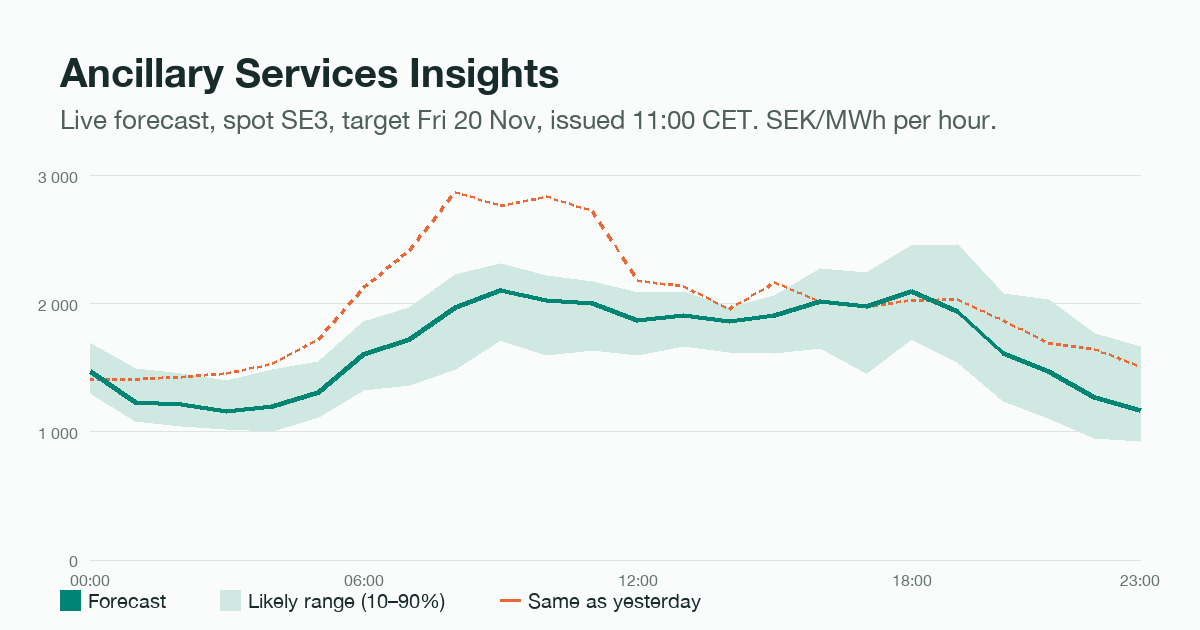 Ancillary Services Insights
Live forecast, spot SE3, target Fri 20 Nov, issued 11:00 CET. SEK/MWh per hour.
3 000
2 000
1 000
0
00:00 06:00 12:00 18:00 23:00
Forecast Likely range (10–90%) Same as yesterday